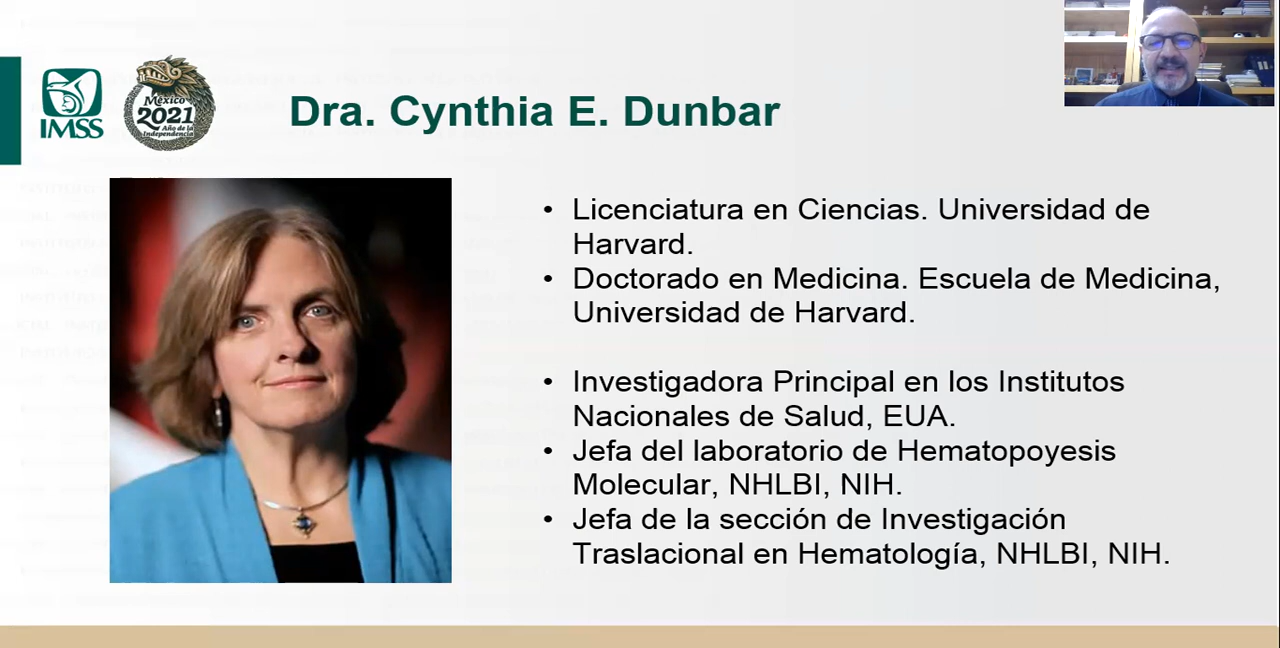 IMSS
México
2021
Año de la
Independencia
Dra. Cynthia E. Dunbar
• Licenciatura en Ciencias. Universidad de
Harvard.
• Doctorado en Medicina. Escuela de Medicina,
Universidad de Harvard.
• Investigadora Principal en los Institutos
Nacionales de Salud, EUA.
• Jefa del laboratorio de Hematopoyesis
Molecular, NHLBI, NIH.
• Jefa de la sección de Investigación
Traslacional en Hematología, NHLBI, NIH.